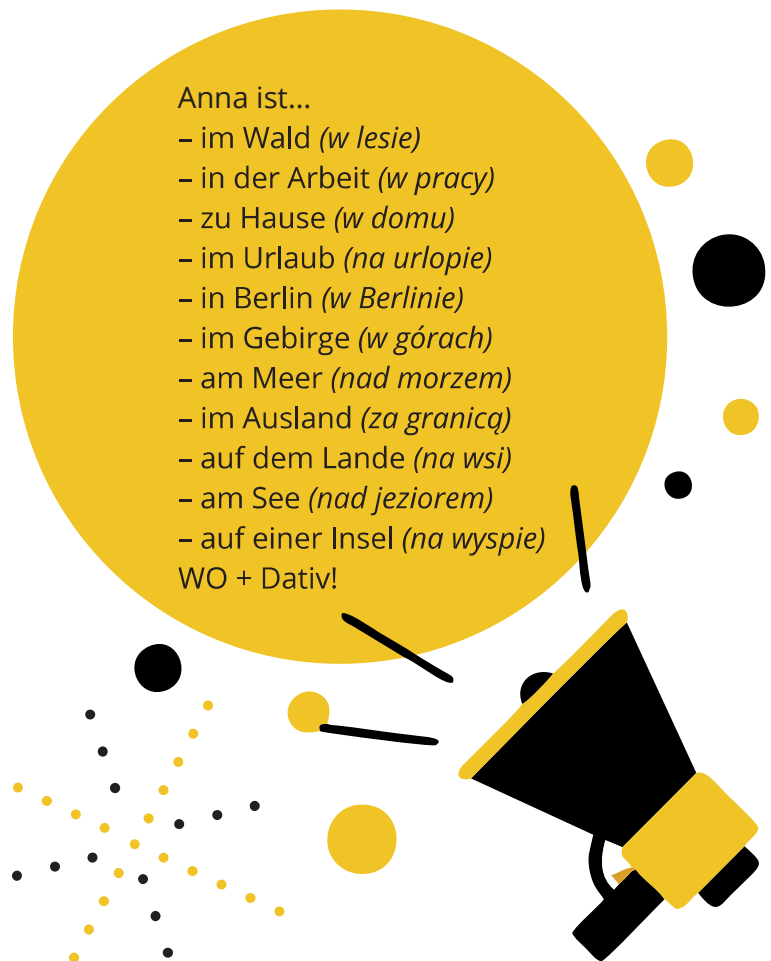 Anna ist...
– im Wald (w lesie)
– in der Arbeit (w pracy)
– zu Hause (w domu)
– im Urlaub (na urlopie)
– in Berlin (w Berlinie)
– im Gebirge (w górach)
– am Meer (nad morzem)
– im Ausland (za granicą)
– auf dem Lande (na wsi)
– am See (nad jeziorem)
– auf einer Insel (na wyspie)
WO + Dativ!